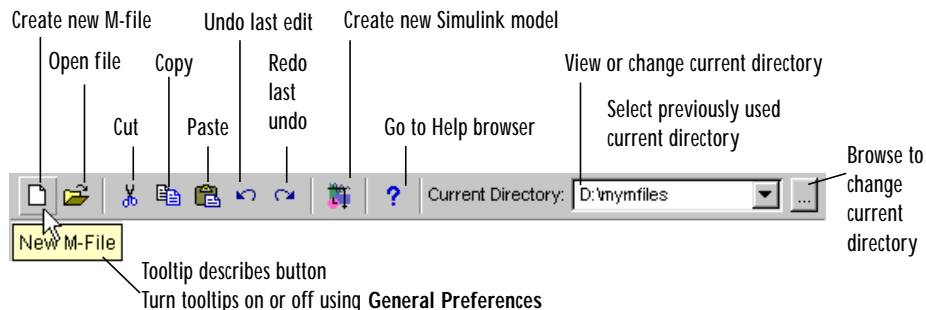 Create new M-file
Undo last edit
Create new Simulink model
Open file
Copy
Redo
last
undo
View or change current directory
Cut
Paste
Go to Help browser
Select previously used
current directory
Browse to
change
current
directory
?
Current Directory:
D:\mymfiles
...
New M-File
Tooltip describes button
Turn tooltips on or off using General Preferences